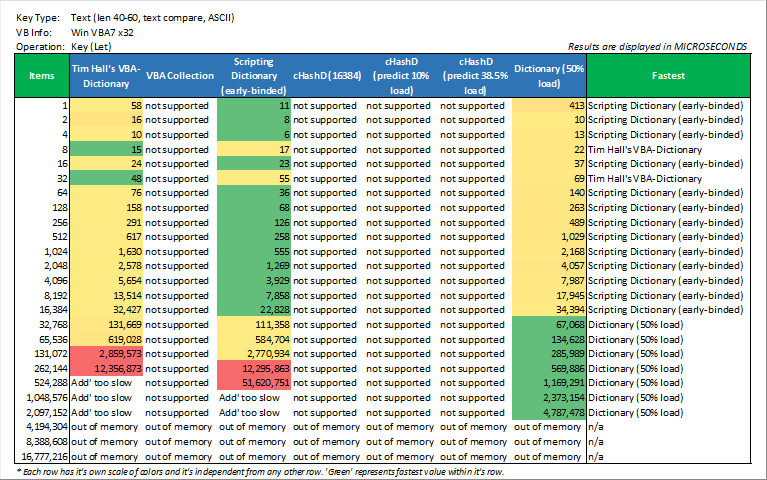 Key Type: Text (len 40-60, text compare, ASCII)
VB Info: Win VBA7 x32
Operation: Key (Let) Results are displayed in MICROSECONDS
Items Tim Hall's VBA-Dictionary VBA Collection Scripting Dictionary (early-binded) cHashD (16384) cHashD (predict 10% load) cHashD (predict 38.5% load) Dictionary (50% load) Fastest
1 58 not supported 11 not supported not supported not supported 413 Scripting Dictionary (early-binded)
2 16 not supported 8 not supported not supported not supported 10 Scripting Dictionary (early-binded)
4 10 not supported 6 not supported not supported not supported 13 Scripting Dictionary (early-binded)
8 15 not supported 17 not supported not supported not supported 22 Tim Hall's VBA-Dictionary
16 24 not supported 23 not supported not supported not supported 37 Scripting Dictionary (early-binded)
32 48 not supported 55 not supported not supported not supported 69 Tim Hall's VBA-Dictionary
64 76 not supported 36 not supported not supported not supported 140 Scripting Dictionary (early-binded)
128 158 not supported 68 not supported not supported not supported 263 Scripting Dictionary (early-binded)
256 291 not supported 126 not supported not supported not supported 489 Scripting Dictionary (early-binded)
512 617 not supported 258 not supported not supported not supported 1,029 Scripting Dictionary (early-binded)
1,024 1,630 not supported 555 not supported not supported not supported 2,168 Scripting Dictionary (early-binded)
2,048 2,578 not supported 1,269 not supported not supported not supported 4,057 Scripting Dictionary (early-binded)
4,096 5,654 not supported 3,929 not supported not supported not supported 7,987 Scripting Dictionary (early-binded)
8,192 13,514 not supported 7,858 not supported not supported not supported 17,945 Scripting Dictionary (early-binded)
16,384 32,427 not supported 22,828 not supported not supported not supported 34,394 Scripting Dictionary (early-binded)
32,768 131,669 not supported 111,358 not supported not supported not supported 67,068 Dictionary (50% load)
65,536 619,028 not supported 584,704 not supported not supported not supported 134,628 Dictionary (50% load)
131,072 2,859,573 not supported 2,770,934 not supported not supported not supported 285,989 Dictionary (50% load)
262,144 12,356,873 not supported 12,295,863 not supported not supported not supported 569,886 Dictionary (50% load)
524,288 Add' too slow not supported 51,620,751 not supported not supported not supported 1,169,291 Dictionary (50% load)
1,048,576 Add' too slow not supported Add' too slow not supported not supported not supported 2,373,154 Dictionary (50% load)
2,097,152 Add' too slow not supported Add' too slow not supported not supported not supported 4,787,478 Dictionary (50% load)
4,194,304 out of memory out of memory out of memory out of memory out of memory out of memory out of memory n/a
8,388,608 out of memory out of memory out of memory out of memory out of memory out of memory out of memory n/a
16,777,216 out of memory out of memory out of memory out of memory out of memory out of memory out of memory n/a
* Each row has it's own scale of colors and it's independent from any other row. 'Green' represents fastest value within it's row.